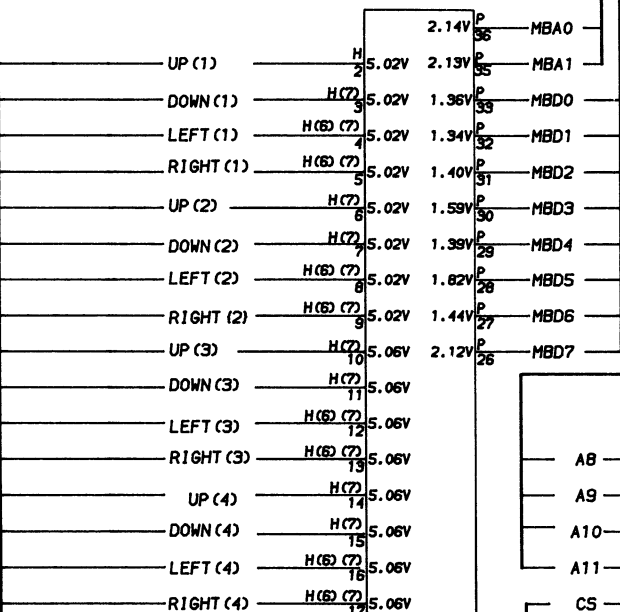 2.14V P 36 MBA0
UP(1) H 2 5.02V 2.13V P 35 MBA1
DOWN(1) H(7) 3 5.02V 1.36V P 33 MBD0
LEFT(1) H(6)(7) 4 5.02V 1.34V P 32 MBD1
RIGHT(1) H(6)(7) 5 5.02V 1.40V P 31 MBD2
UP(2) H(7) 6 5.02V 1.59V P 30 MBD3
DOWN(2) H(7) 7 5.02V 1.39V P 29 MBD4
LEFT(2) H(6)(7) 8 5.02V 1.82V P 28 MBD5
RIGHT(2) H(6)(7) 9 5.02V 1.44V P 27 MBD6
UP(3) H(7) 10 5.06V 2.12V P 26 MBD7
DOWN(3) H(7) 11 5.06V
LEFT(3) H(6)(7) 12 5.06V
RIGHT(3) H(6)(7) 13 5.06V A8
UP(4) H(7) 14 5.06V A9
DOWN(4) H(7) 15 5.06V A10
LEFT(4) H(6)(7) 16 5.06V A11
RIGHT(4) H(6)(7) 17 5.06V CS